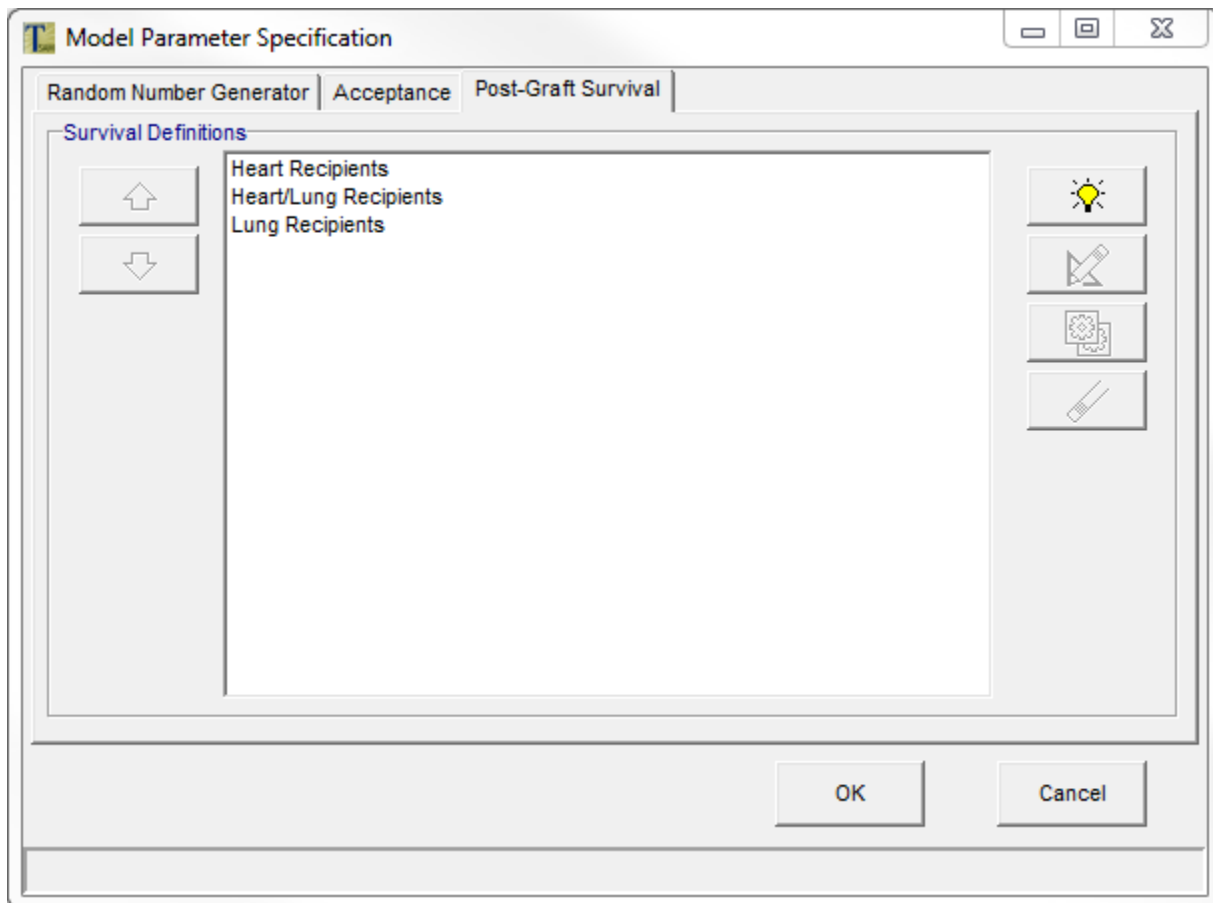 Model Parameter Specification
Random Number Generator Acceptance Post-Graft Survival
Survival Definitions
Heart Recipients
Heart/Lung Recipients
Lung Recipients
OK Cancel